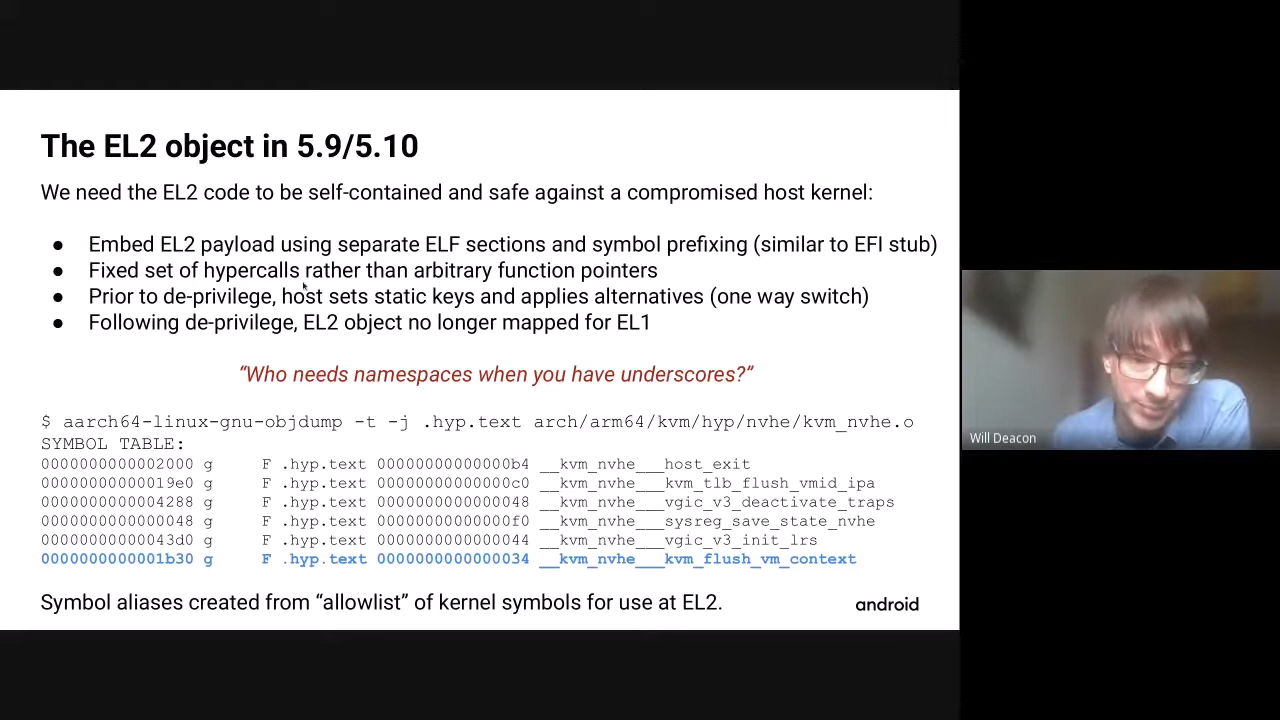 The EL2 object in 5.9/5.10
We need the EL2 code to be self-contained and safe against a compromised host kernel:
● Embed EL2 payload using separate ELF sections and symbol prefixing (similar to EFI stub)
● Fixed set of hypercalls rather than arbitrary function pointers
● Prior to de-privilege, host sets static keys and applies alternatives (one way switch)
● Following de-privilege, EL2 object no longer mapped for EL1
“Who needs namespaces when you have underscores?”
$ aarch64-linux-gnu-objdump -t -j .hyp.text arch/arm64/kvm/hyp/nvhe/kvm_nvhe.o
SYMBOL TABLE:
0000000000002000 g     F .hyp.text 00000000000000b4 __kvm_nvhe___host_exit
00000000000019e0 g     F .hyp.text 00000000000000c0 __kvm_nvhe___kvm_tlb_flush_vmid_ipa
0000000000004288 g     F .hyp.text 0000000000000048 __kvm_nvhe___vgic_v3_deactivate_traps
0000000000000048 g     F .hyp.text 00000000000000f0 __kvm_nvhe___sysreg_save_state_nvhe
00000000000043d0 g     F .hyp.text 0000000000000044 __kvm_nvhe___vgic_v3_init_lrs
0000000000001b30 g     F .hyp.text 0000000000000034 __kvm_nvhe___kvm_flush_vm_context
Symbol aliases created from “allowlist” of kernel symbols for use at EL2.
android
Will Deacon